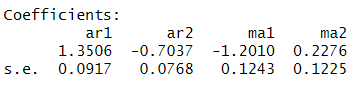 Coefficients:
ar1 ar2 ma1 ma2
1.3506 -0.7037 -1.2010 0.2276
s.e. 0.0917 0.0768 0.1243 0.1225